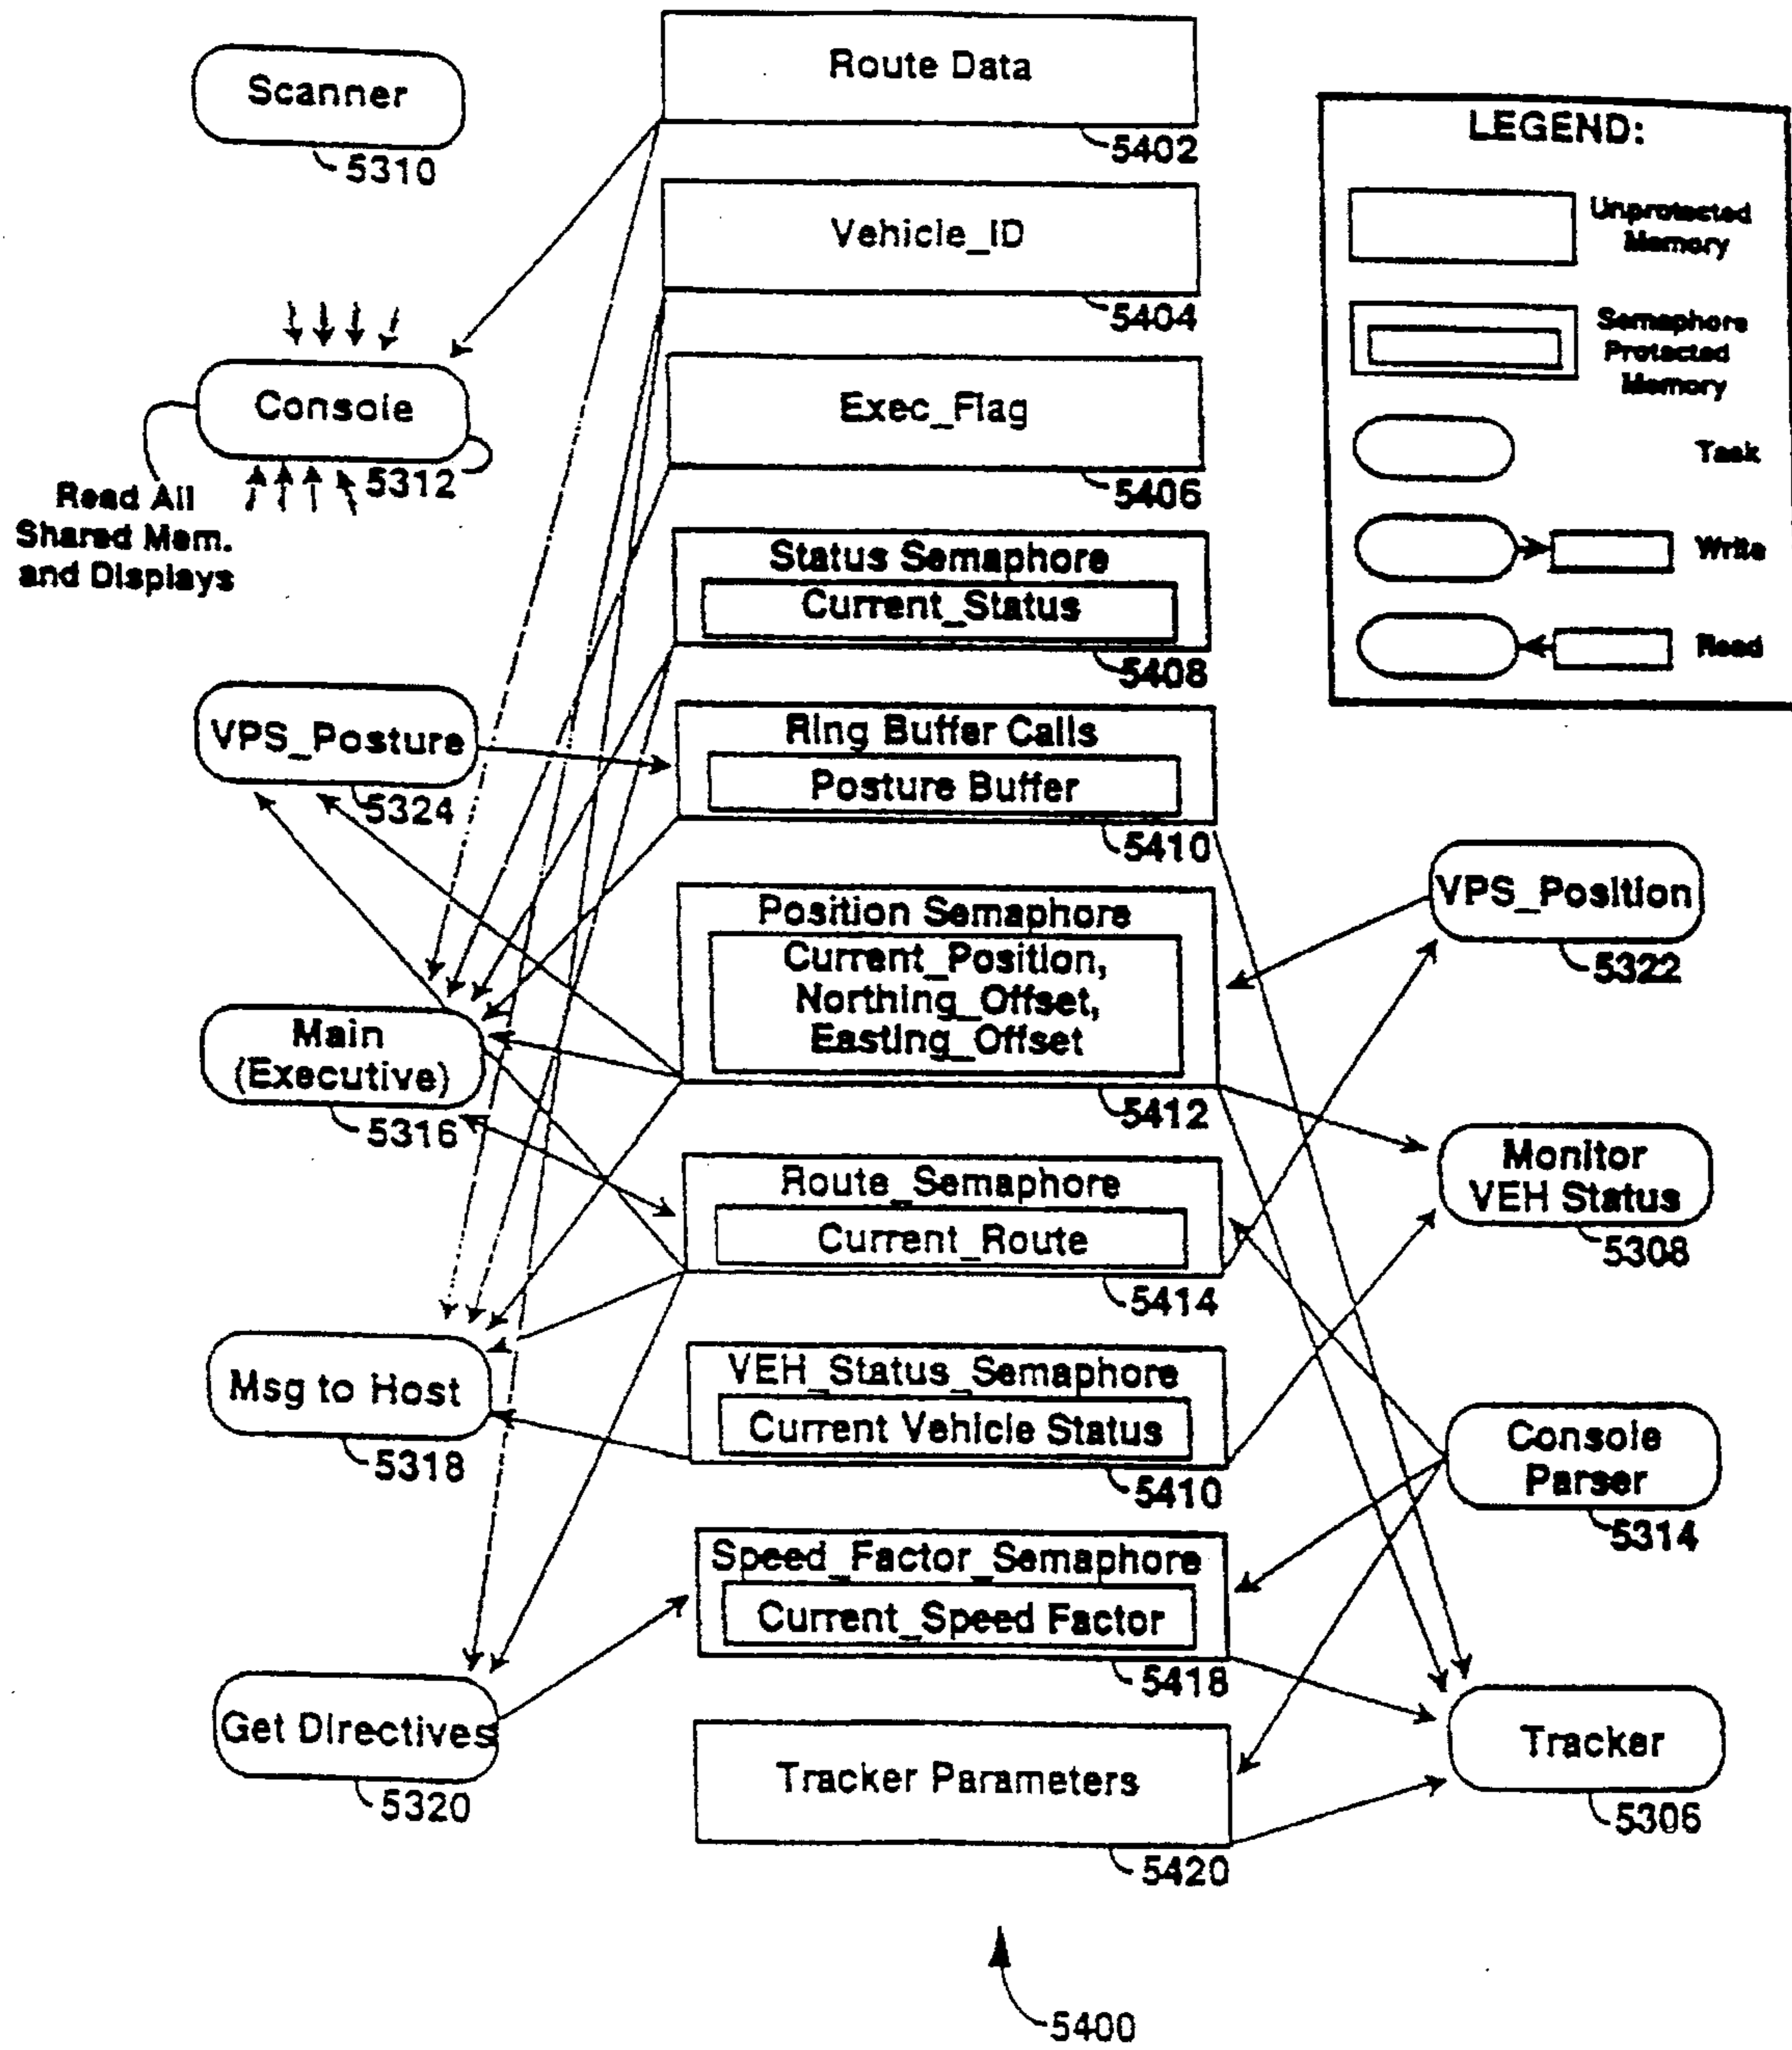 Scanner
5310
Console
5312
Read All
Shared Mem.
and Displays
VPS_Posture
5324
Main
(Executive)
5316
Msg to Host
5318
Get Directives
5320
Route Data
5402
Vehicle_ID
5404
Exec_Flag
5406
Status Semaphore
Current_Status
5408
Ring Buffer Calls
Posture Buffer
5410
Position Semaphore
Current_Position,
Northing_Offset,
Easting_Offset
5412
Route_Semaphore
Current_Route
5414
VEH_Status_Semaphore
Current Vehicle Status
5410
Speed_Factor_Semaphore
Current_Speed Factor
5418
Tracker Parameters
5420
5400
LEGEND:
Unprotected
Memory
Semaphore
Protected
Memory
Task
Write
Read
VPS_Position
5322
Monitor
VEH Status
5308
Console
Parser
5314
Tracker
5306